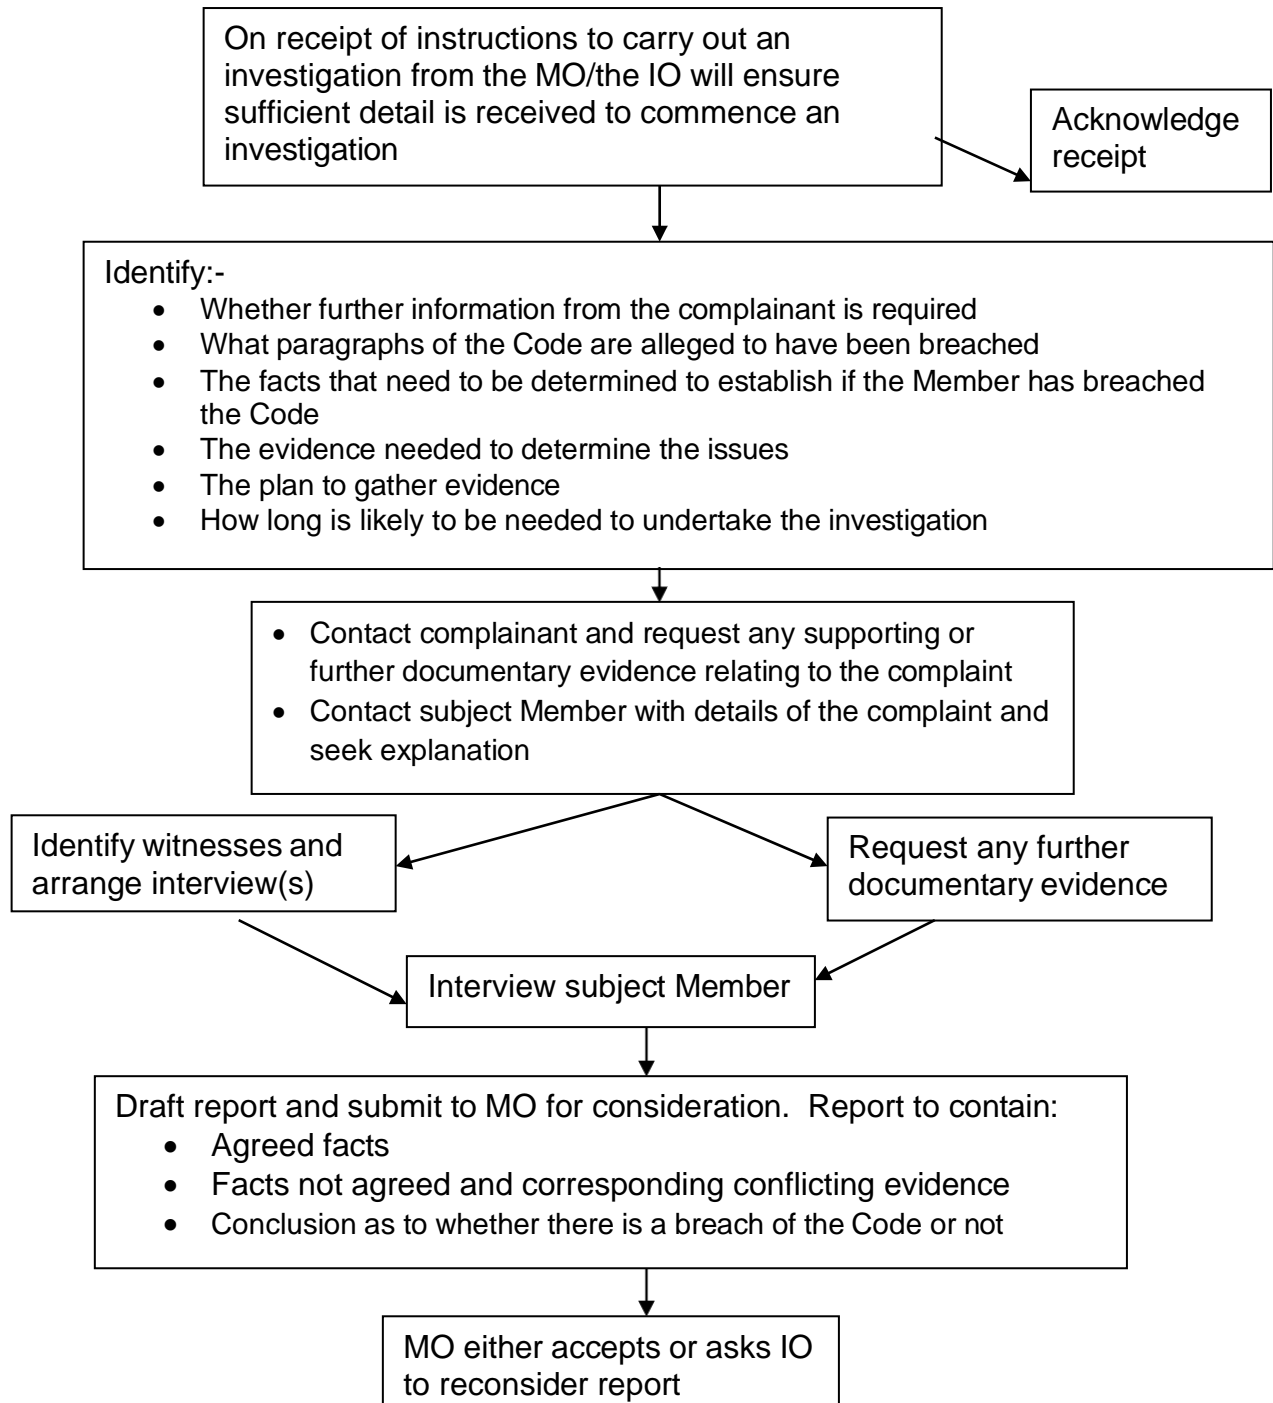 On receipt of instructions to carry out an
investigation from the MO/the IO will ensure
sufficient detail is received to commence an
investigation
Acknowledge
receipt
Identify:-
• Whether further information from the complainant is required
• What paragraphs of the Code are alleged to have been breached
• The facts that need to be determined to establish if the Member has breached
the Code
• The evidence needed to determine the issues
• The plan to gather evidence
• How long is likely to be needed to undertake the investigation
• Contact complainant and request any supporting or
further documentary evidence relating to the complaint
• Contact subject Member with details of the complaint and
seek explanation
Identify witnesses and
arrange interview(s)
Request any further
documentary evidence
Interview subject Member
Draft report and submit to MO for consideration.  Report to contain:
• Agreed facts
• Facts not agreed and corresponding conflicting evidence
• Conclusion as to whether there is a breach of the Code or not
MO either accepts or asks IO
to reconsider report